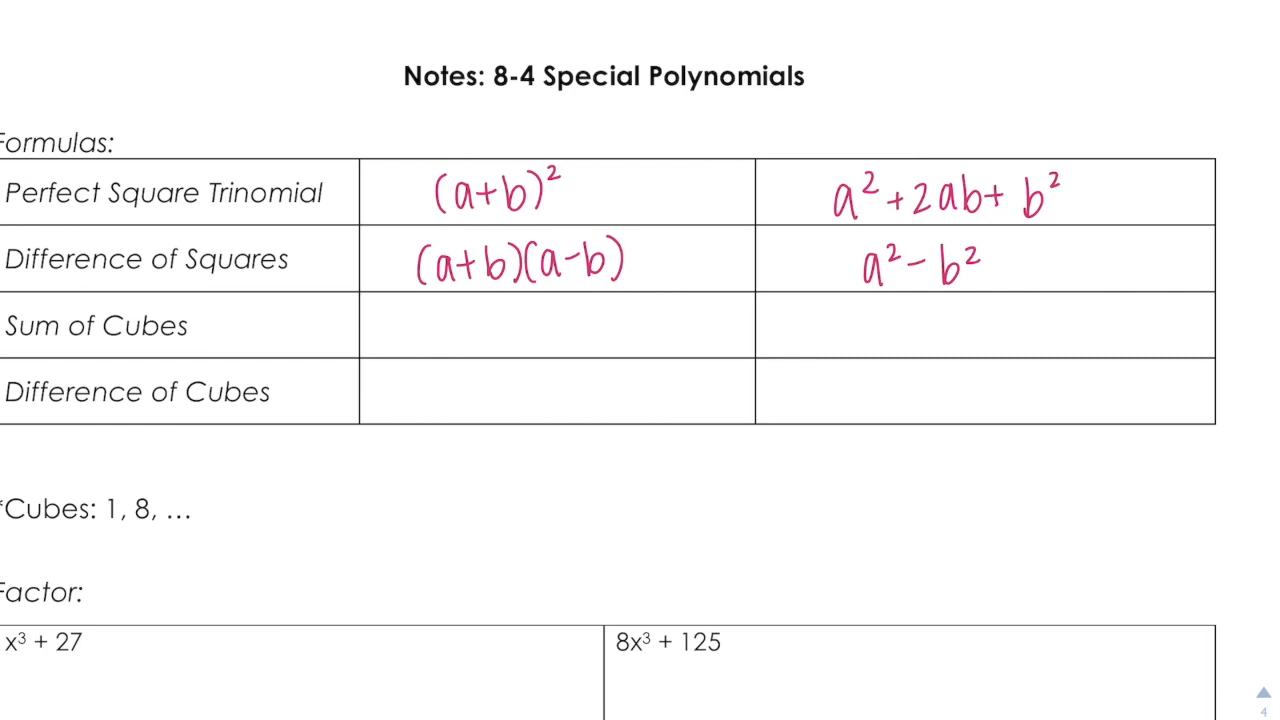 Notes: 8-4 Special Polynomials
Formulas:
Perfect Square Trinomial (a+b)² a²+2ab+ b²
Difference of Squares (a+b)(a-b) a²- b²
Sum of Cubes
Difference of Cubes
*Cubes: 1, 8, …
Factor:
x³ + 27 8x³ + 125
4